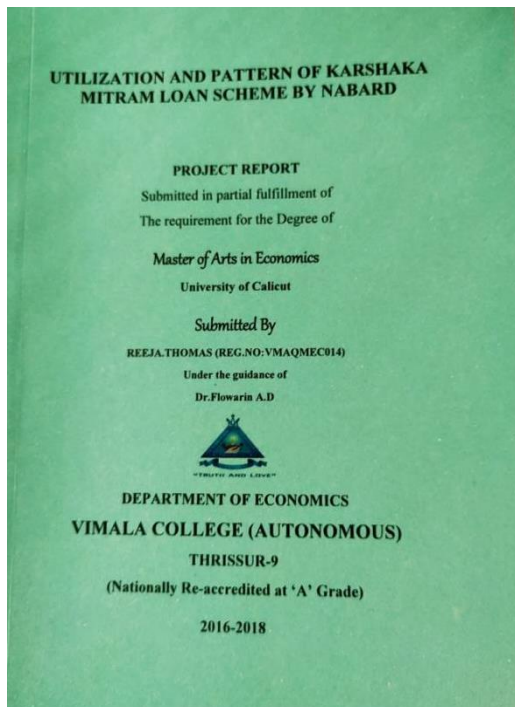 UTILIZATION AND PATTERN OF KARSHAKA
MITRAM LOAN SCHEME BY NABARD
PROJECT REPORT
Submitted in partial fulfillment of
The requirement for the Degree of
Master of Arts in Economics
University of Calicut
Submitted By
REEJA.THOMAS (REG.NO:VMAQMEC014)
Under the guidance of
Dr.Flowarin A.D
"TRUTH AND LOVE"
DEPARTMENT OF ECONOMICS
VIMALA COLLEGE (AUTONOMOUS)
THRISSUR-9
(Nationally Re-accredited at ‘A’ Grade)
2016-2018